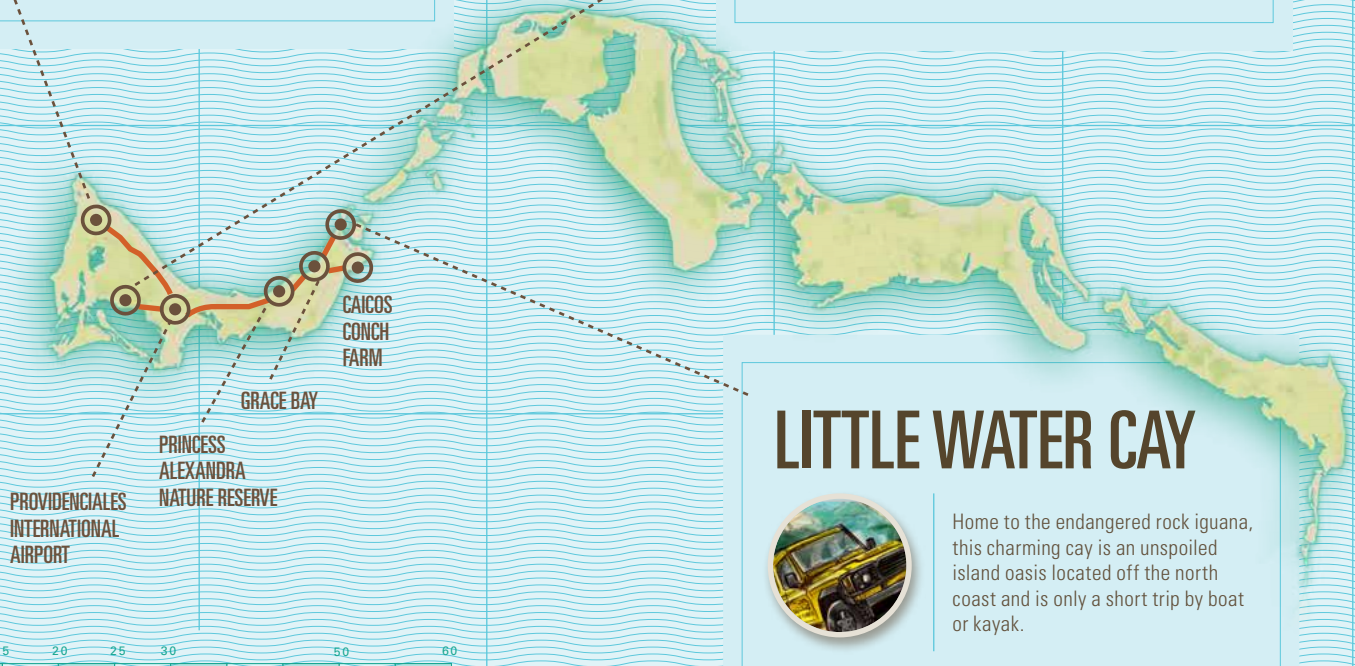 CAICOS
CONCH
FARM
GRACE BAY
PRINCESS
ALEXANDRA
NATURE RESERVE
PROVIDENCIALES
INTERNATIONAL
AIRPORT
LITTLE WATER CAY
Home to the endangered rock iguana,
this charming cay is an unspoiled
island oasis located off the north
coast and is only a short trip by boat
or kayak.
5 20 25 30 50 60